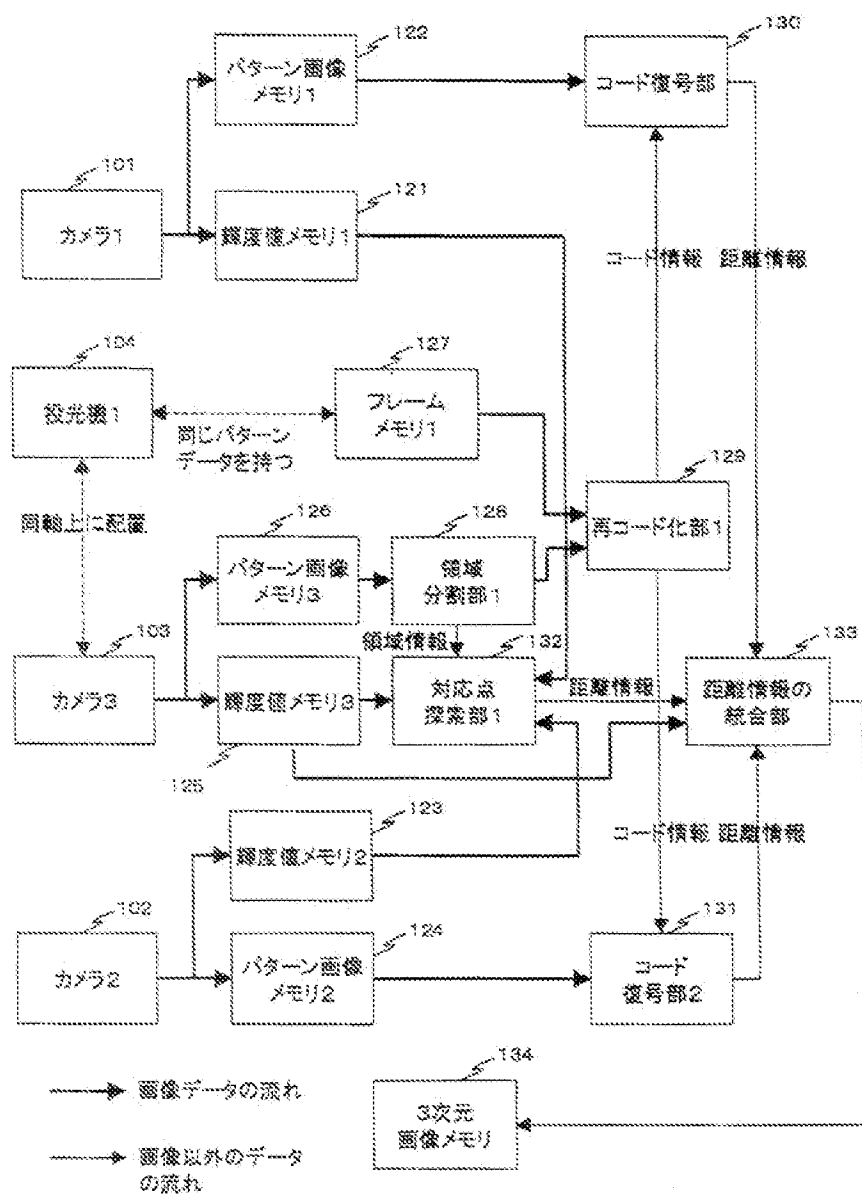 122
130
パターン画像
メモリ1
コード復号部
101
121
カメラ1
輝度値メモリ1
コード情報 距離情報
104
127
投光機1
フレーム
メモリ1
同じパターン
データを持つ
129
同軸上に配置
126
128
再コード化部1
パターン画像
メモリ3
領域
分割部1
103
領域情報
132
133
カメラ3
輝度値メモリ3
対応点
探索部1
距離情報
距離情報の
統合部
125
123
輝度値メモリ2
コード情報 距離情報
102
124
131
カメラ2
パターン画像
メモリ2
コード
復号部2
134
画像データの流れ
3次元
画像メモリ
画像以外のデータ
の流れ